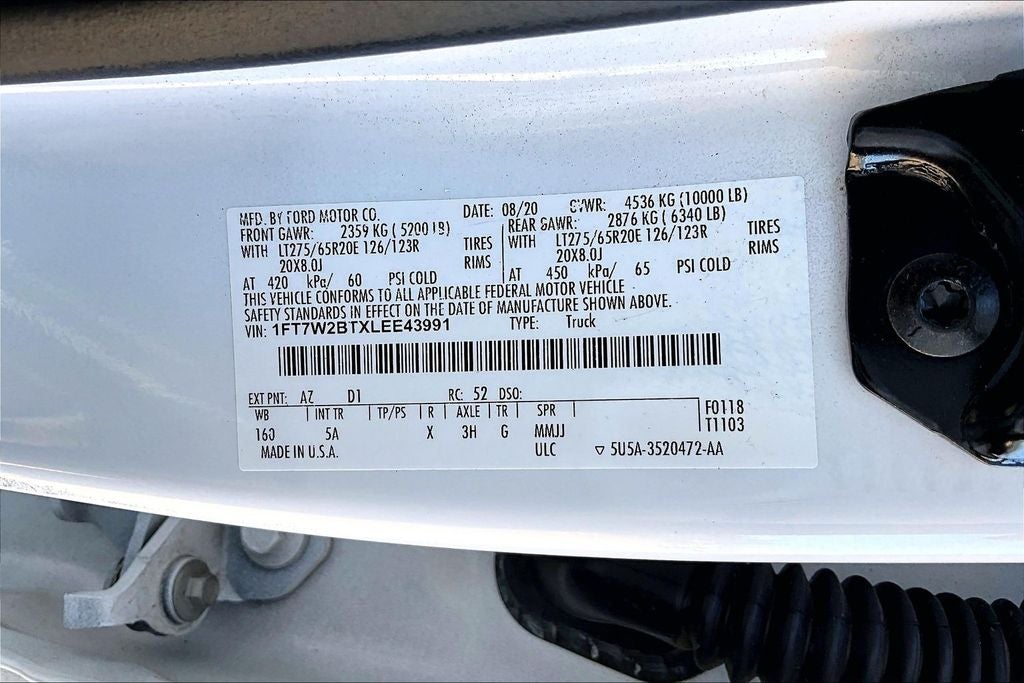 MFD. BY FORD MOTOR CO. DATE: 08/20 GVWR: 4536 KG (10000 LB)
FRONT GAWR: 2359 KG ( 5200 LB) REAR GAWR: 2876 KG ( 6340 LB)
WITH LT275/65R20E 126/123R TIRES WITH LT275/65R20E 126/123R TIRES
20X8.0J RIMS 20X8.0J RIMS
AT 420 kPa/ 60 PSI COLD AT 450 kPa/ 65 PSI COLD
THIS VEHICLE CONFORMS TO ALL APPLICABLE FEDERAL MOTOR VEHICLE
SAFETY STANDARDS IN EFFECT ON THE DATE OF MANUFACTURE SHOWN ABOVE.
VIN: 1FT7W2BTXLEE43991 TYPE: Truck
EXT PNT: AZ D1 RC: 52 DSO:
WB INT TR TP/PS R AXLE TR SPR F0118
160 5A X 3H G MMJJ T1103
MADE IN U.S.A. ULC ▽ 5U5A-3520472-AA